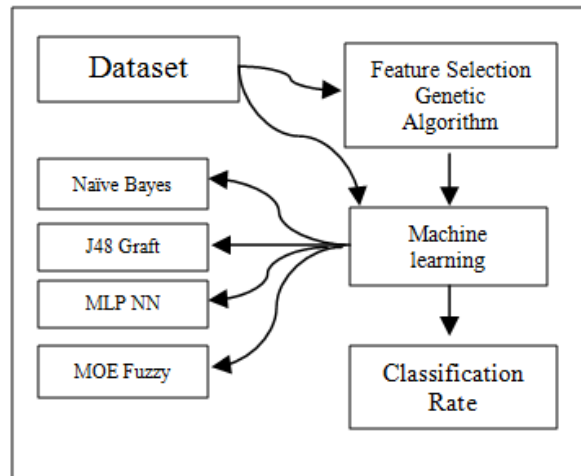 Dataset
Feature Selection
Genetic
Algorithm
Naïve Bayes
J48 Graft
MLP NN
MOE Fuzzy
Machine
learning
Classification
Rate